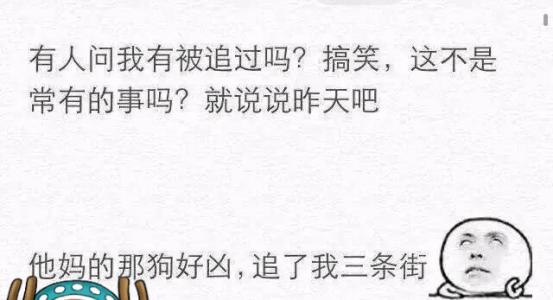 有人问我有被追过吗？搞笑，这不是
常有的事吗？就说说昨天吧
他妈的那狗好凶,追了我三条街